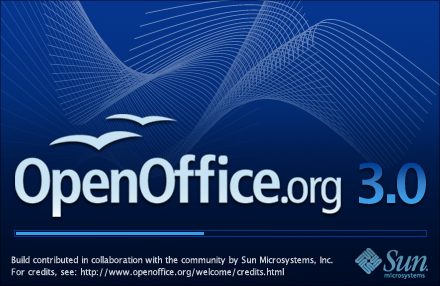 OpenOffice.org 3.0
Build contributed in collaboration with the community by Sun Microsystems, Inc.
For credits, see: http://www.openoffice.org/welcome/credits.html
Sun
microsystems